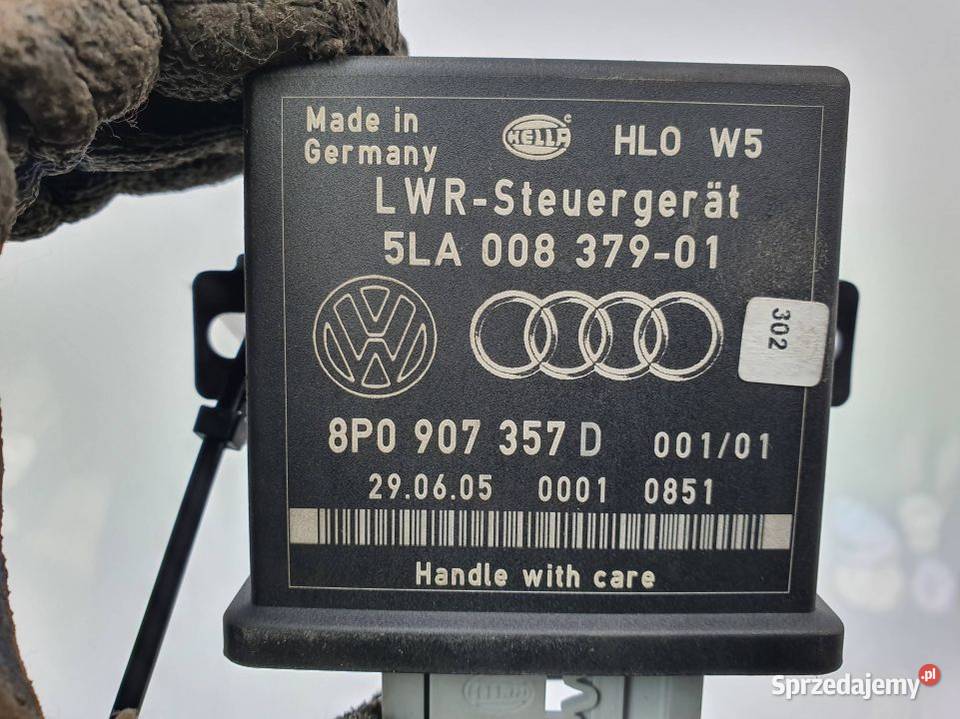 Made in
Germany
HELLA
HLO W5
LWR-Steuergerät
5LA 008 379-01
302
8P0 907 357 D 001/01
29.06.05 0001 0851
Handle with care
HELLA
Sprzedajemy.pl